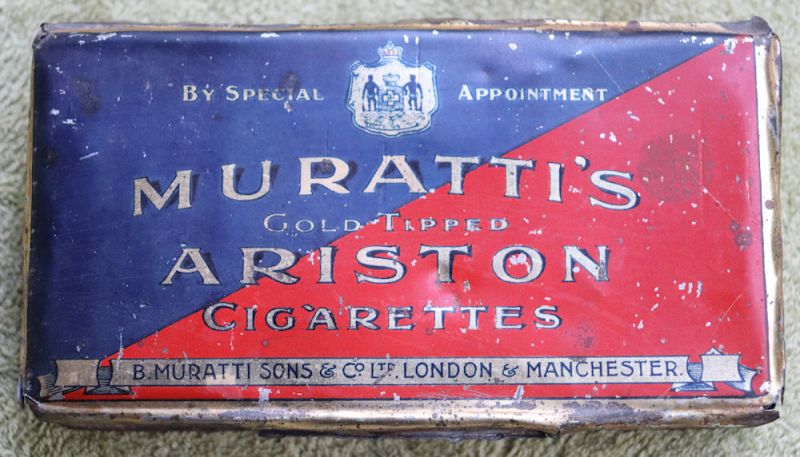 BY SPECIAL APPOINTMENT
MURATTI'S
GOLD TIPPED
ARISTON
CIGARETTES
B. MURATTI SONS & CO LTD. LONDON & MANCHESTER.